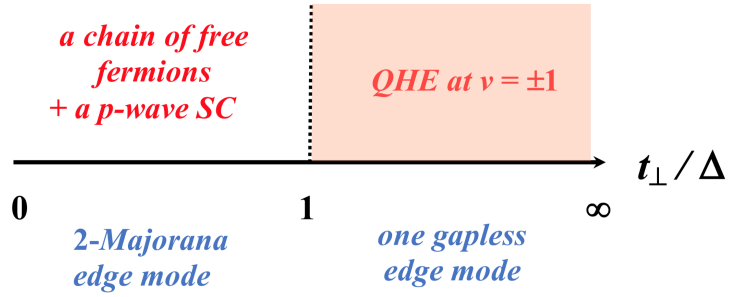 a chain of free
fermions
+ a p-wave SC
QHE at ν = ±1
t⊥ / Δ
0
1
∞
2-Majorana
edge mode
one gapless
edge mode